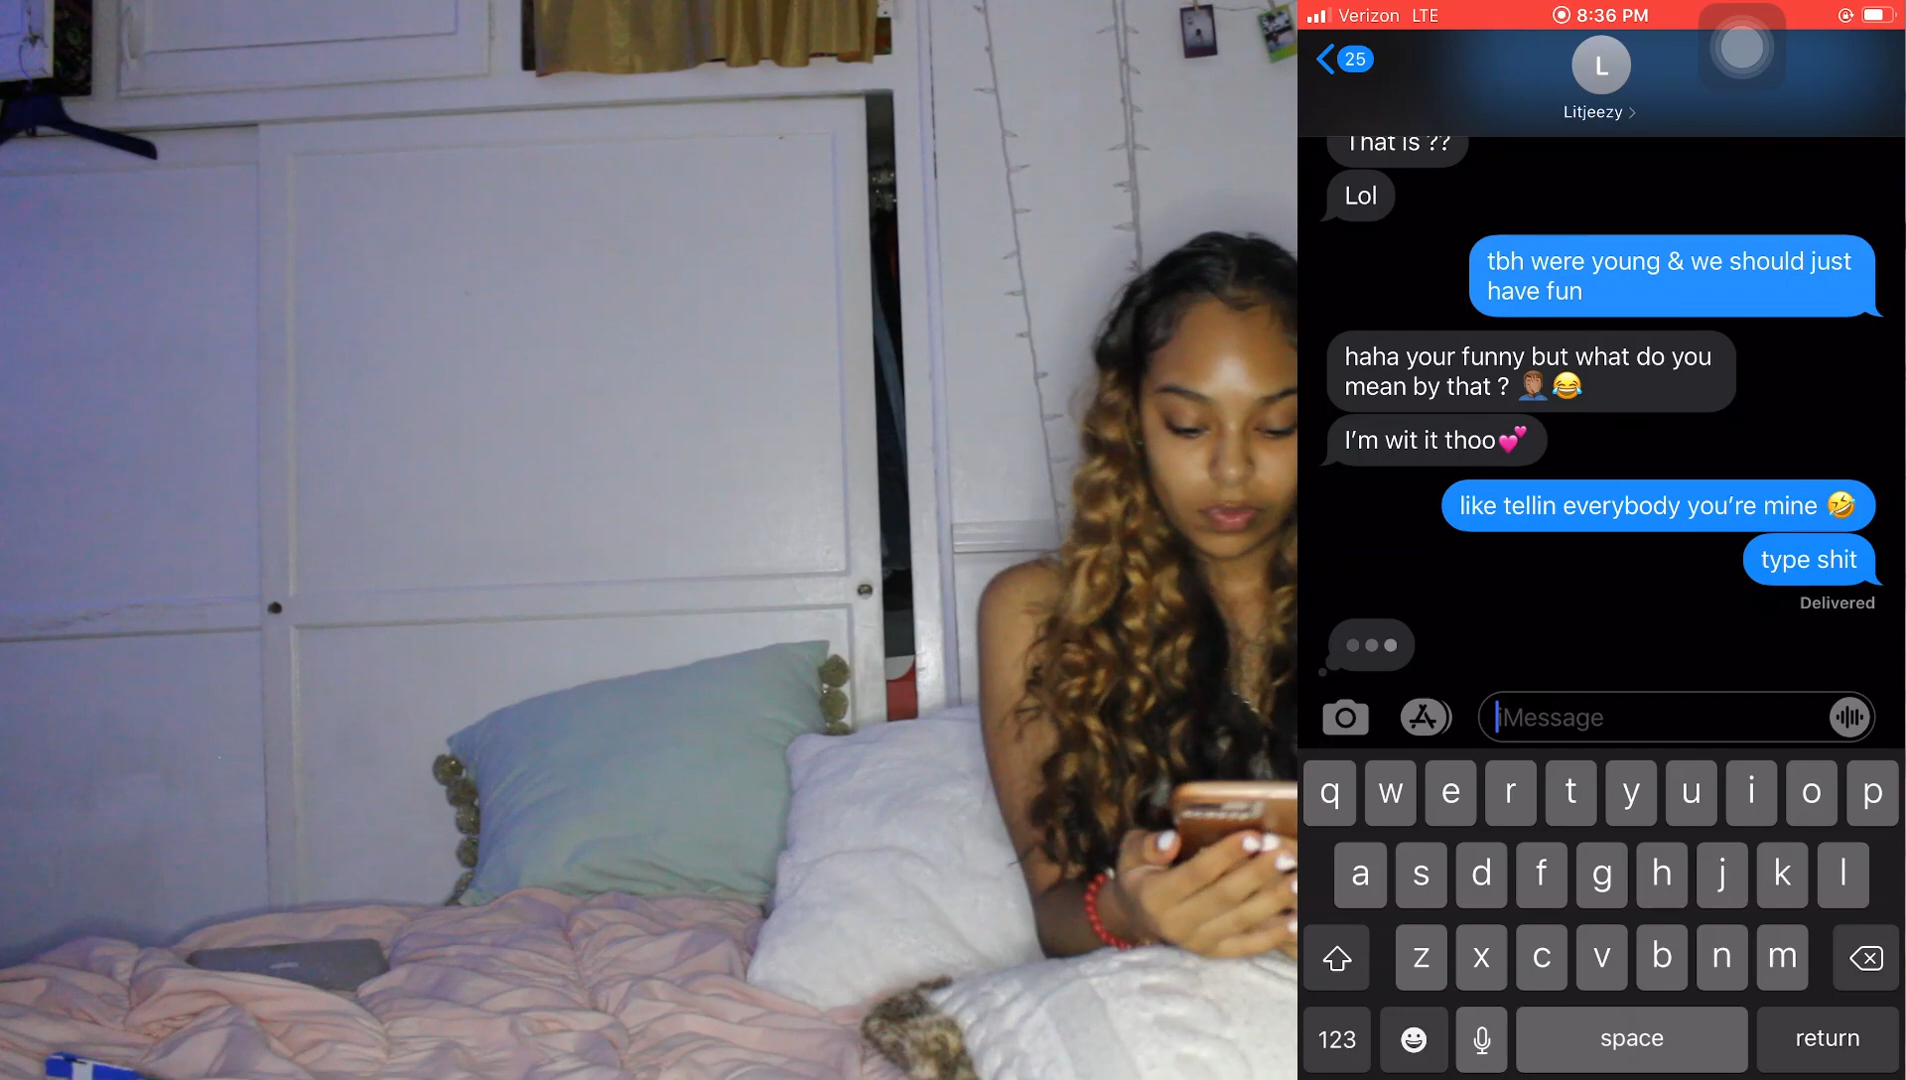 Verizon LTE 8:36 PM
25
L
Litjeezy
That is ??
Lol
tbh were young & we should just
have fun
haha your funny but what do you
mean by that ? 🤦🏽‍♂️😂
I'm wit it thoo💕
like tellin everybody you're mine 🤣
type shit
Delivered
iMessage
q w e r t y u i o p
a s d f g h j k l
z x c v b n m
123 space return